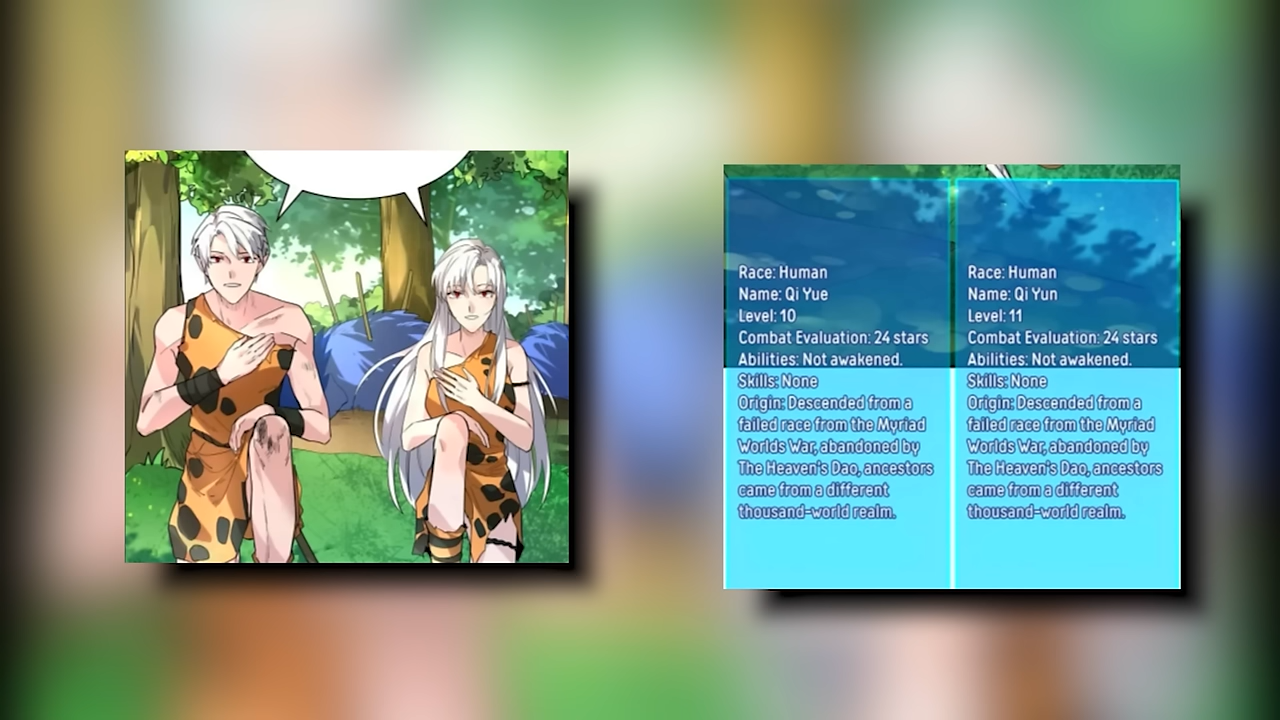 Race: Human
Name: Qi Yue
Level: 10
Combat Evaluation: 24 stars
Abilities: Not awakened.
Skills: None
Origin: Descended from a
failed race from the Myriad
Worlds War, abandoned by
The Heaven's Dao, ancestors
came from a different
thousand-world realm.
Race: Human
Name: Qi Yun
Level: 11
Combat Evaluation: 24 stars
Abilities: Not awakened.
Skills: None
Origin: Descended from a
failed race from the Myriad
Worlds War, abandoned by
The Heaven's Dao, ancestors
came from a different
thousand-world realm.